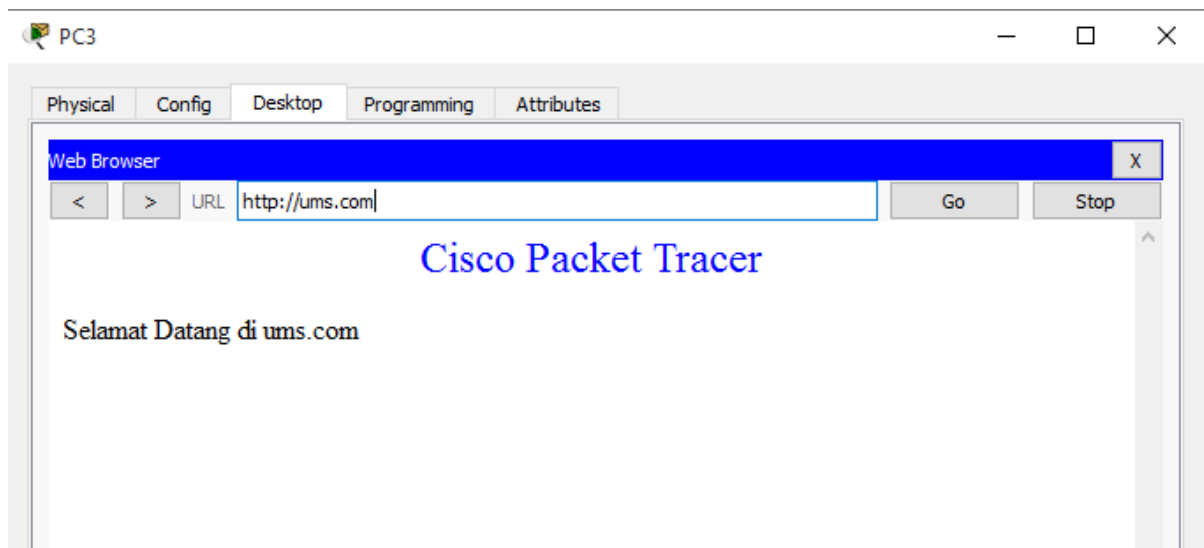 PC3
Physical Config Desktop Programming Attributes
Web Browser X
< > URL http://ums.com Go Stop
Cisco Packet Tracer
Selamat Datang di ums.com